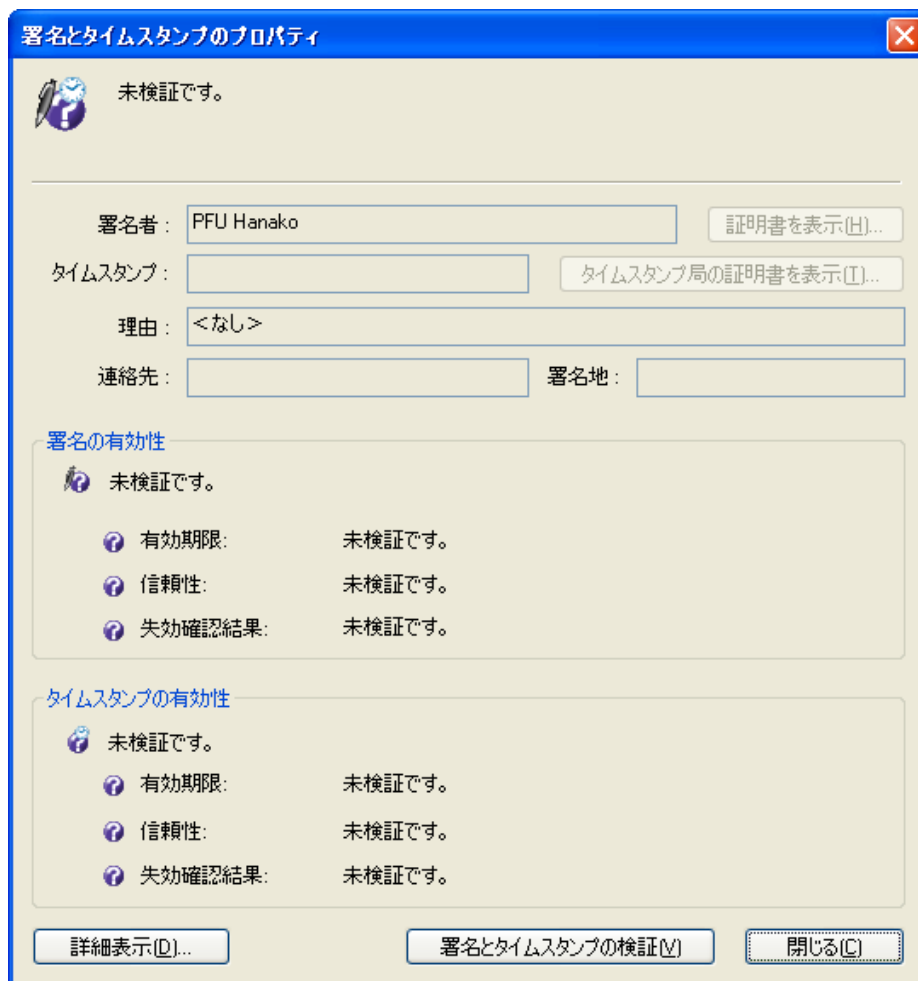 署名とタイムスタンプのプロパティ
未検証です。
署名者: PFU Hanako 証明書を表示(H)...
タイムスタンプ: タイムスタンプ局の証明書を表示(T)...
理由: <なし>
連絡先: 署名地:
署名の有効性
未検証です。
有効期限: 未検証です。
信頼性: 未検証です。
失効確認結果: 未検証です。
タイムスタンプの有効性
未検証です。
有効期限: 未検証です。
信頼性: 未検証です。
失効確認結果: 未検証です。
詳細表示(D)... 署名とタイムスタンプの検証(V) 閉じる(C)